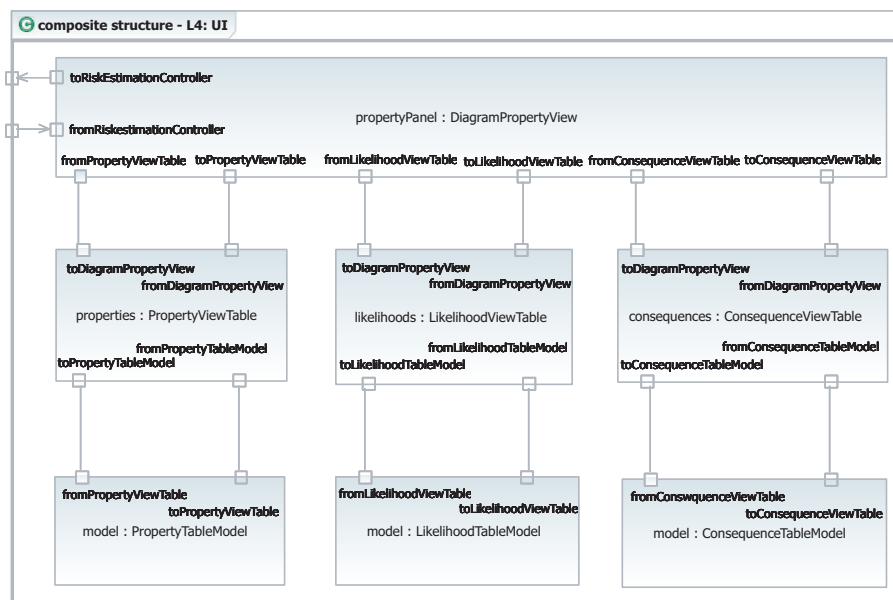 composite structure - L4: UI
toRiskEstimationController
propertyPanel : DiagramPropertyView
fromRiskestimationController
fromPropertyViewTable toPropertyViewTable fromLikelihoodViewTable toLikelihoodViewTable fromConsequenceViewTable toConsequenceViewTable
toDiagramPropertyView toDiagramPropertyView toDiagramPropertyView
fromDiagramPropertyView fromDiagramPropertyView fromDiagramPropertyView
properties : PropertyViewTable likelihoods : LikelihoodViewTable consequences : ConsequenceViewTable
fromPropertyTableModel fromLikelihoodTableModel fromConsequenceTableModel
toPropertyTableModel toLikelihoodTableModel toConsequenceTableModel
fromPropertyViewTable fromLikelihoodViewTable fromConswquenceViewTable
toPropertyViewTable toLikelihoodViewTable toConsequenceViewTable
model : PropertyTableModel model : LikelihoodTableModel model : ConsequenceTableModel